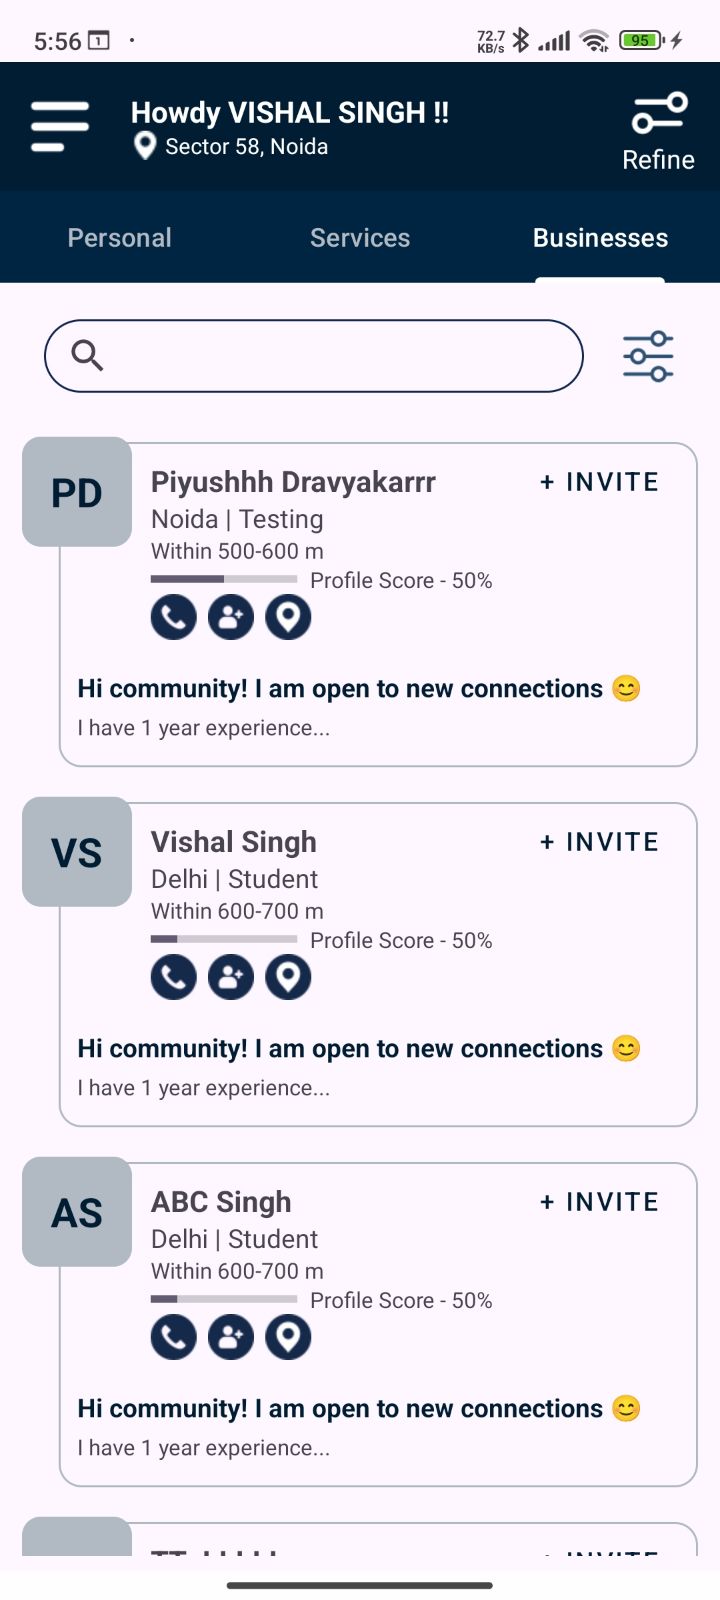 5:56 1
72.7
KB/s
95
Howdy VISHAL SINGH !!
Sector 58, Noida
Refine
Personal Services Businesses
PD
Piyushhh Dravyakarrr + INVITE
Noida | Testing
Within 500-600 m
Profile Score - 50%
Hi community! I am open to new connections 😊
I have 1 year experience...
VS
Vishal Singh + INVITE
Delhi | Student
Within 600-700 m
Profile Score - 50%
Hi community! I am open to new connections 😊
I have 1 year experience...
AS
ABC Singh + INVITE
Delhi | Student
Within 600-700 m
Profile Score - 50%
Hi community! I am open to new connections 😊
I have 1 year experience...
+ INVITE